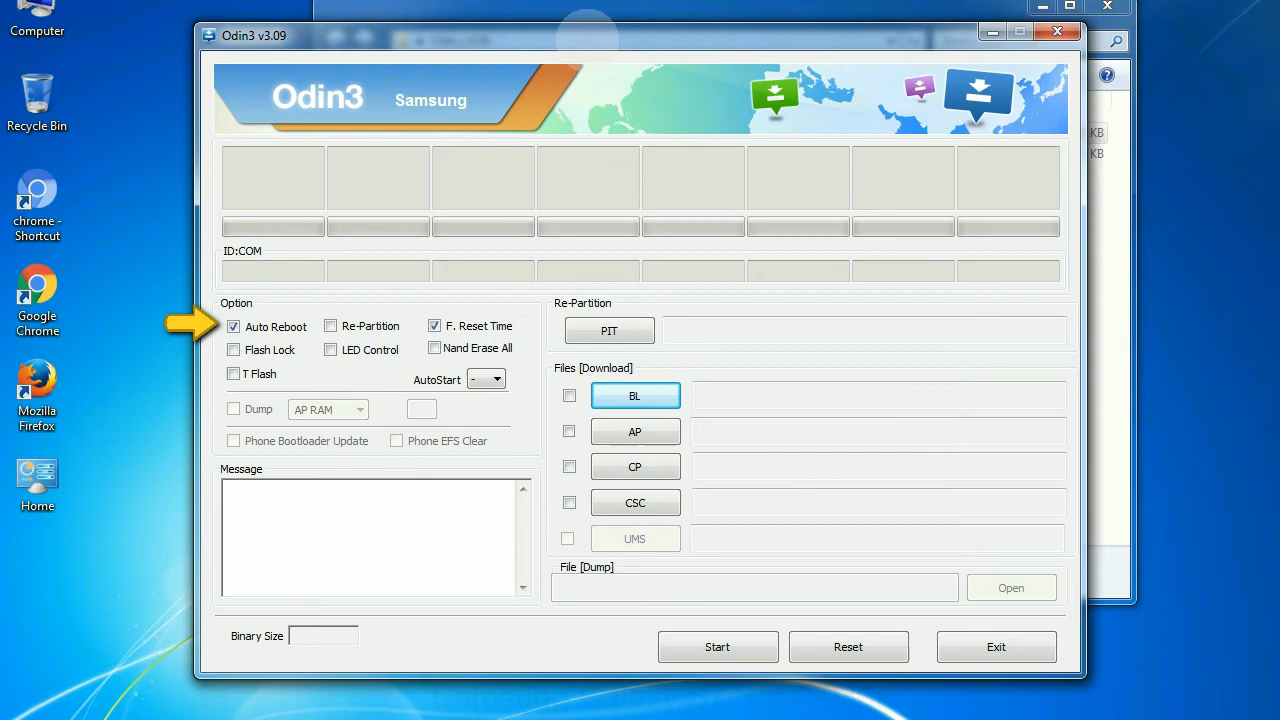 Computer
Recycle Bin
chrome -
Shortcut
Google
Chrome
Mozilla
Firefox
Home
Odin3 v3.09
Odin3 Samsung
KB
KB
ID:COM
Option
Auto Reboot Re-Partition F. Reset Time
Flash Lock LED Control Nand Erase All
T Flash
AutoStart -
Dump AP RAM
Phone Bootloader Update Phone EFS Clear
Message
Re-Partition
PIT
Files [Download]
BL
AP
CP
CSC
UMS
File [Dump]
Open
Binary Size
Start Reset Exit